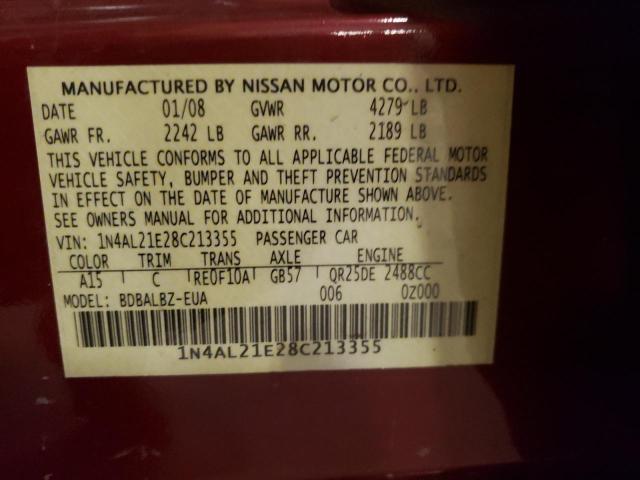 MANUFACTURED BY NISSAN MOTOR CO., LTD.
DATE 01/08 GVWR 4279 LB
GAWR FR. 2242 LB GAWR RR. 2189 LB
THIS VEHICLE CONFORMS TO ALL APPLICABLE FEDERAL MOTOR
VEHICLE SAFETY, BUMPER AND THEFT PREVENTION STANDARDS
IN EFFECT ON THE DATE OF MANUFACTURE SHOWN ABOVE.
SEE OWNERS MANUAL FOR ADDITIONAL INFORMATION.
VIN: 1N4AL21E28C213355 PASSENGER CAR
COLOR TRIM TRANS AXLE ENGINE
A15 C RE0F10A GB57 QR25DE 2488CC
MODEL: BDBALBZ-EUA 006 0Z000
1N4AL21E28C213355